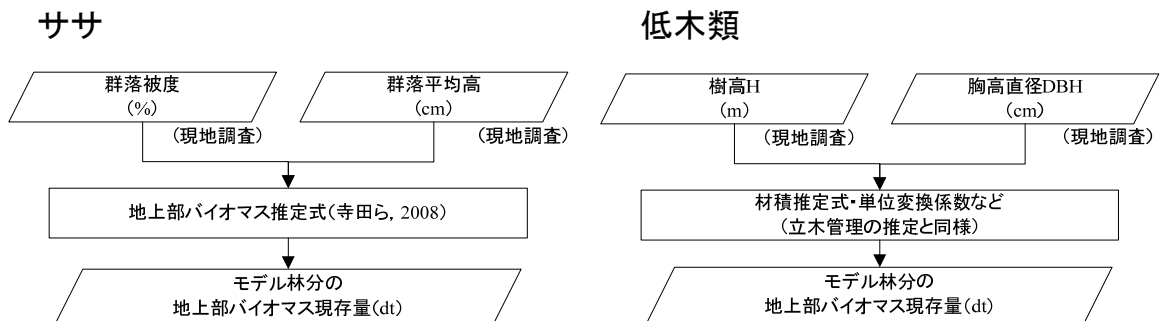 ササ
群落被度
(%)
(現地調査)
群落平均高
(cm)
(現地調査)
地上部バイオマス推定式(寺田ら, 2008)
モデル林分の
地上部バイオマス現存量(dt)
低木類
樹高H
(m)
(現地調査)
胸高直径DBH
(cm)
(現地調査)
材積推定式・単位変換係数など
(立木管理の推定と同様)
モデル林分の
地上部バイオマス現存量(dt)